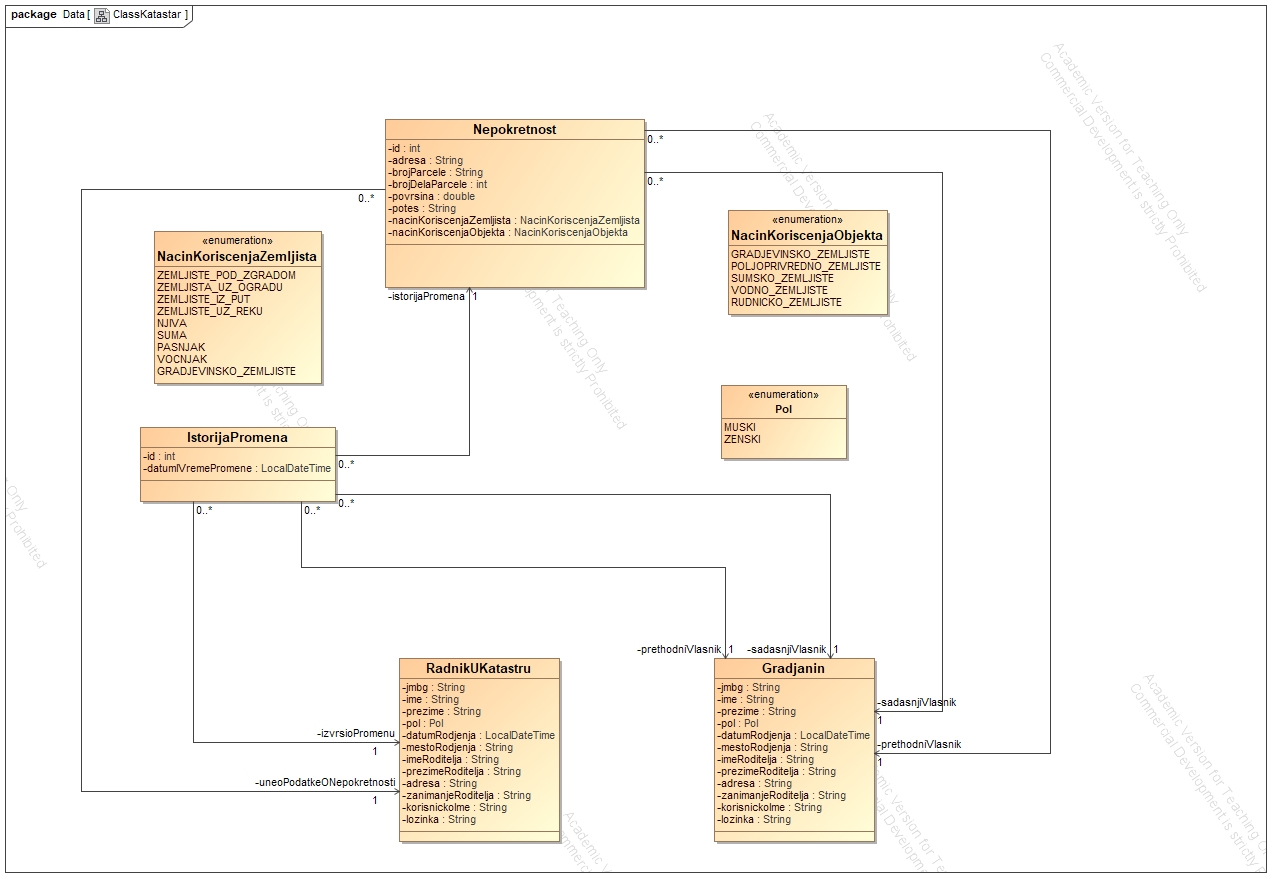 package Data [ ClassKatastar ]
Nepokretnost
-id : int
-adresa : String
-brojParcele : String
-brojDelaParcele : int
-povrsina : double
-potes : String
-nacinKoriscenjaZemljista : NacinKoriscenjaZemljista
-nacinKoriscenjaObjekta : NacinKoriscenjaObjekta
0..*
0..*
0..*
«enumeration»
NacinKoriscenjaZemljista
ZEMLJISTE_POD_ZGRADOM
ZEMLJISTA_UZ_OGRADU
ZEMLJISTE_IZ_PUT
ZEMLJISTE_UZ_REKU
NJIVA
SUMA
PASNJAK
VOCNJAK
GRADJEVINSKO_ZEMLJISTE
«enumeration»
NacinKoriscenjaObjekta
GRADJEVINSKO_ZEMLJISTE
POLJOPRIVREDNO_ZEMLJISTE
SUMSKO_ZEMLJISTE
VODNO_ZEMLJISTE
RUDNICKO_ZEMLJISTE
-istorijaPromena 1
«enumeration»
Pol
MUSKI
ZENSKI
IstorijaPromena
-id : int
-datumIVremePromene : LocalDateTime
0..*
0..*
0..*
0..*
-prethodniVlasnik 1
-sadasnjiVlasnik 1
RadnikUKatastru
-jmbg : String
-ime : String
-prezime : String
-pol : Pol
-datumRodjenja : LocalDateTime
-mestoRodjenja : String
-imeRoditelja : String
-prezimeRoditelja : String
-adresa : String
-zanimanjeRoditelja : String
-korisnickoIme : String
-lozinka : String
-izvrsioPromenu
1
-uneoPodatkeONepokretnosti
1
Gradjanin
-jmbg : String
-ime : String
-prezime : String
-pol : Pol
-datumRodjenja : LocalDateTime
-mestoRodjenja : String
-imeRoditelja : String
-prezimeRoditelja : String
-adresa : String
-zanimanjeRoditelja : String
-korisnickoIme : String
-lozinka : String
-sadasnjiVlasnik
1
-prethodniVlasnik
1
Academic Version for Teaching Only
Commercial Development is strictly Prohibited